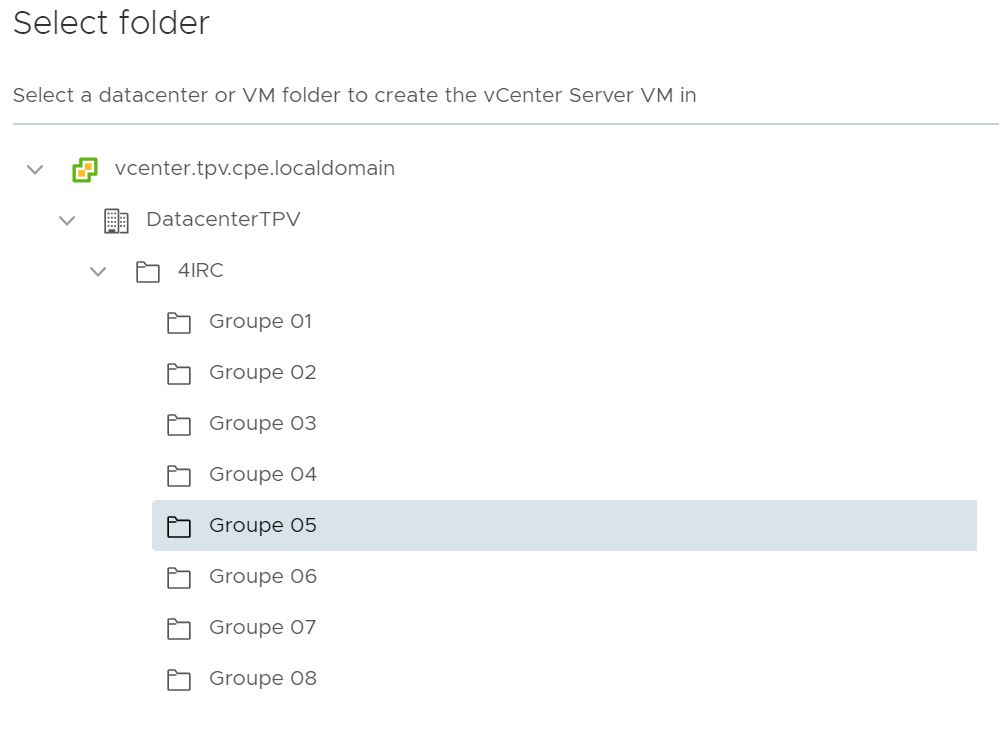 Select folder
Select a datacenter or VM folder to create the vCenter Server VM in
vcenter.tpv.cpe.localdomain
DatacenterTPV
4IRC
Groupe 01
Groupe 02
Groupe 03
Groupe 04
Groupe 05
Groupe 06
Groupe 07
Groupe 08